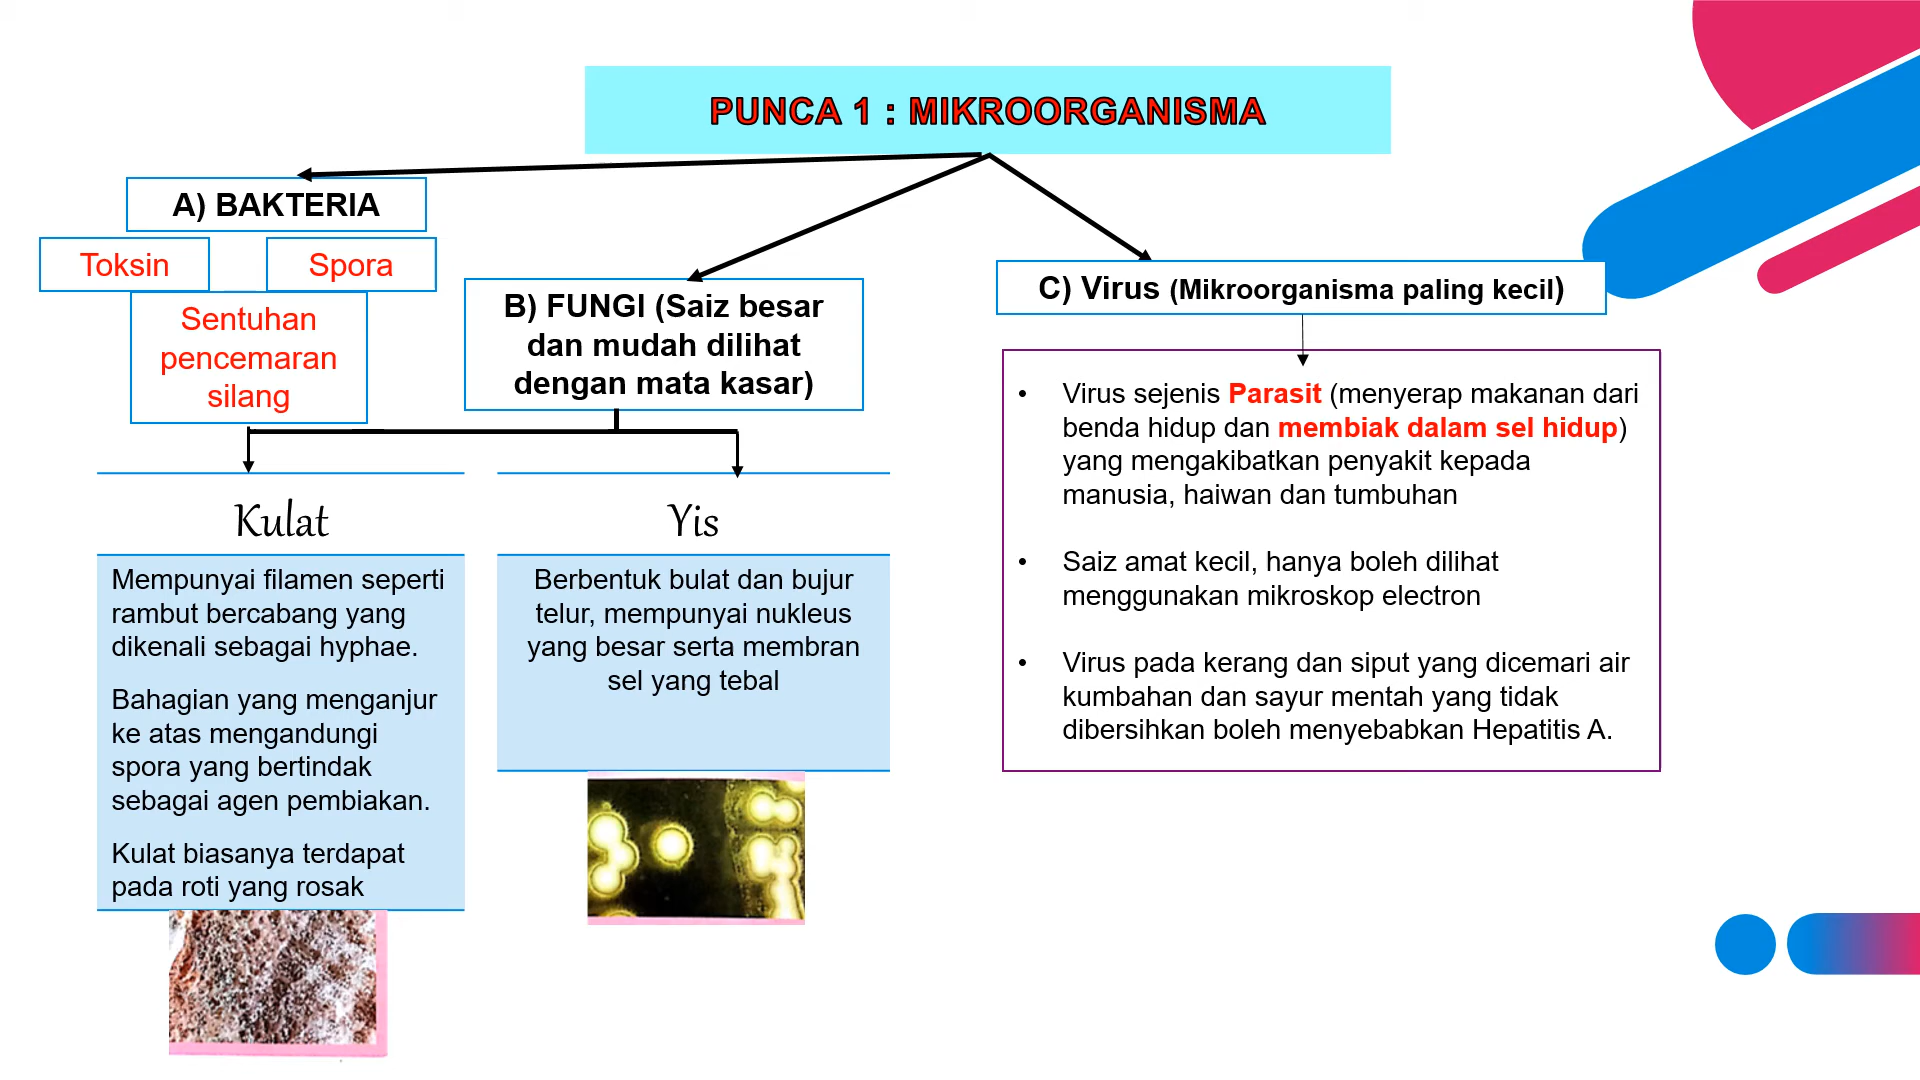 PUNCA 1 : MIKROORGANISMA
A) BAKTERIA
Toksin
Spora
Sentuhan
pencemaran
silang
B) FUNGI (Saiz besar
dan mudah dilihat
dengan mata kasar)
Kulat
Mempunyai filamen seperti
rambut bercabang yang
dikenali sebagai hyphae.
Bahagian yang menganjur
ke atas mengandungi
spora yang bertindak
sebagai agen pembiakan.
Kulat biasanya terdapat
pada roti yang rosak
Yis
Berbentuk bulat dan bujur
telur, mempunyai nukleus
yang besar serta membran
sel yang tebal
C) Virus (Mikroorganisma paling kecil)
• Virus sejenis Parasit (menyerap makanan dari
benda hidup dan membiak dalam sel hidup)
yang mengakibatkan penyakit kepada
manusia, haiwan dan tumbuhan
• Saiz amat kecil, hanya boleh dilihat
menggunakan mikroskop electron
• Virus pada kerang dan siput yang dicemari air
kumbahan dan sayur mentah yang tidak
dibersihkan boleh menyebabkan Hepatitis A.